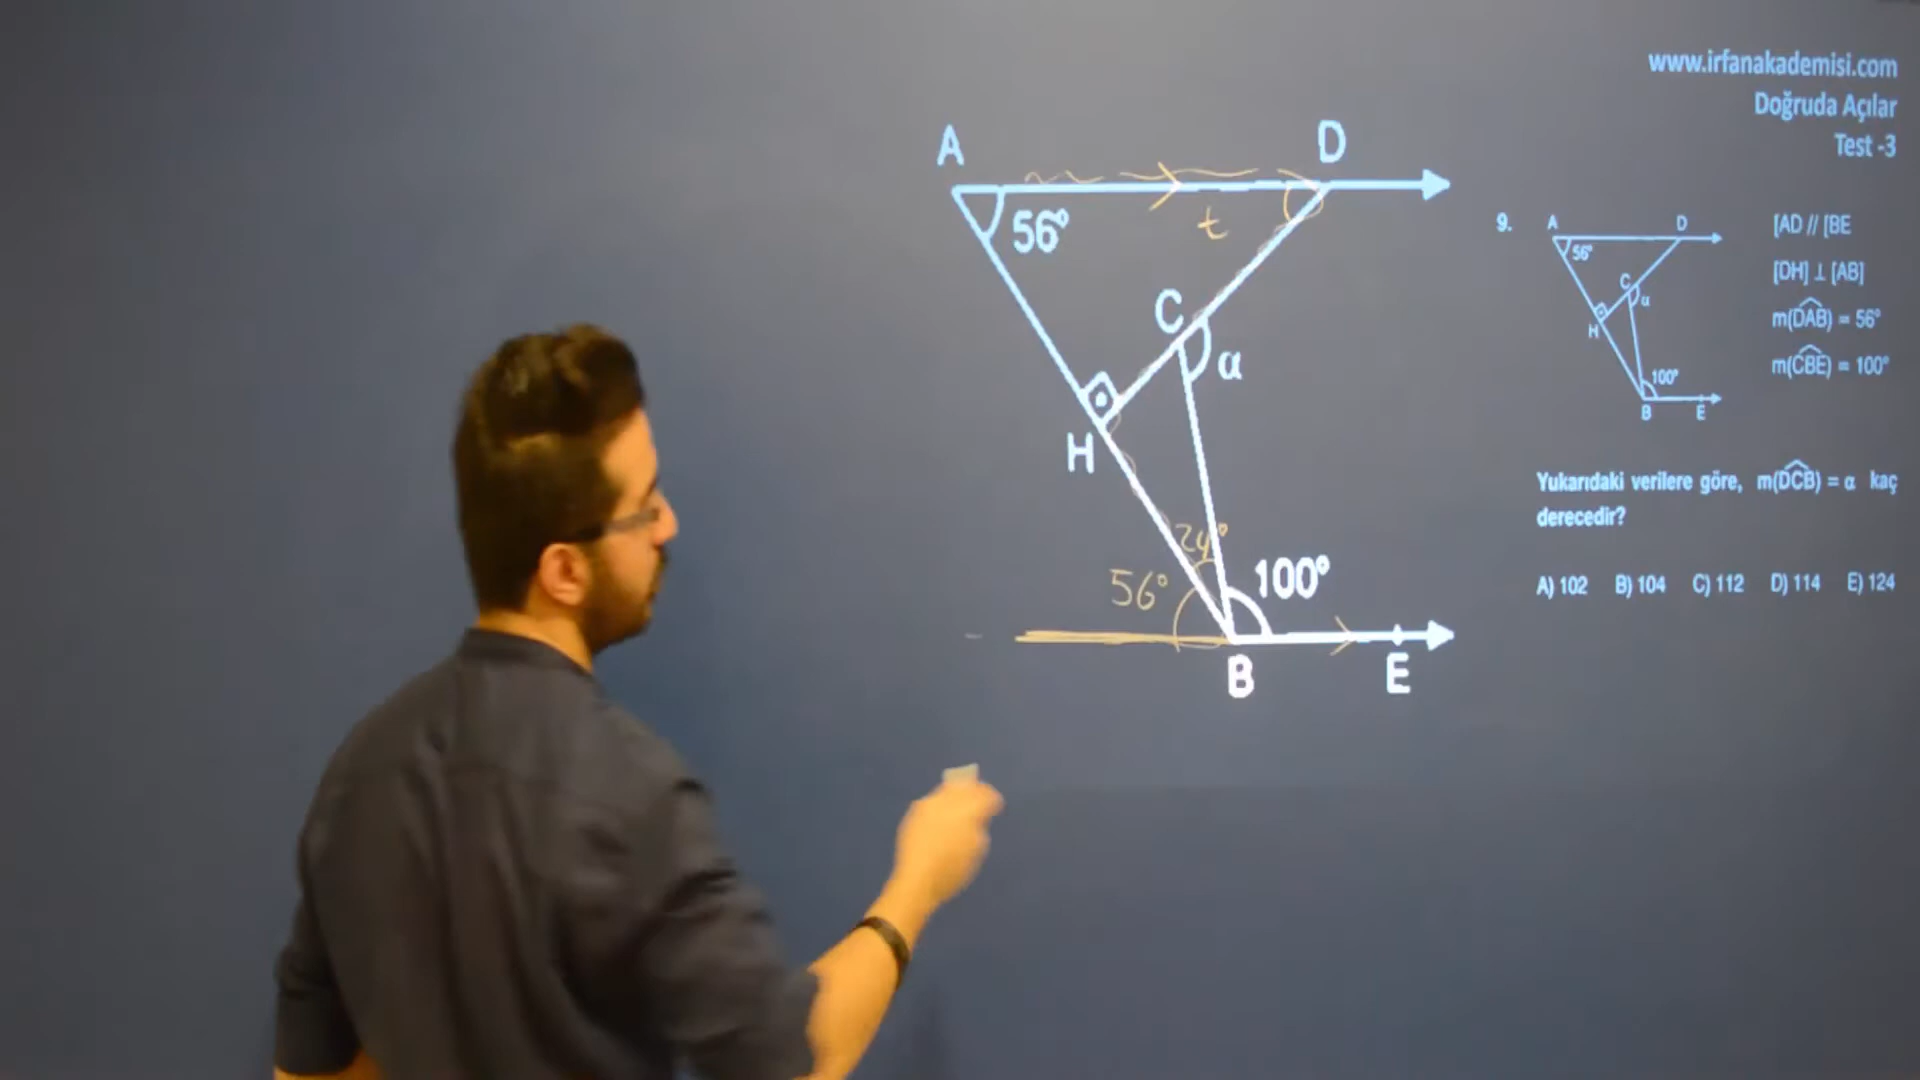 www.irfanakademisi.com
Doğruda Açılar
Test -3
A
D
56°
t
C
α
H
24°
56°
100°
B
E
9.
A
D
56°
C
α
H
100°
B
E
[AD // [BE
[DH] ⊥ [AB]
m(DAB) = 56°
m(CBE) = 100°
Yukarıdaki verilere göre, m(DCB) = α kaç
derecedir?
A) 102 B) 104 C) 112 D) 114 E) 124